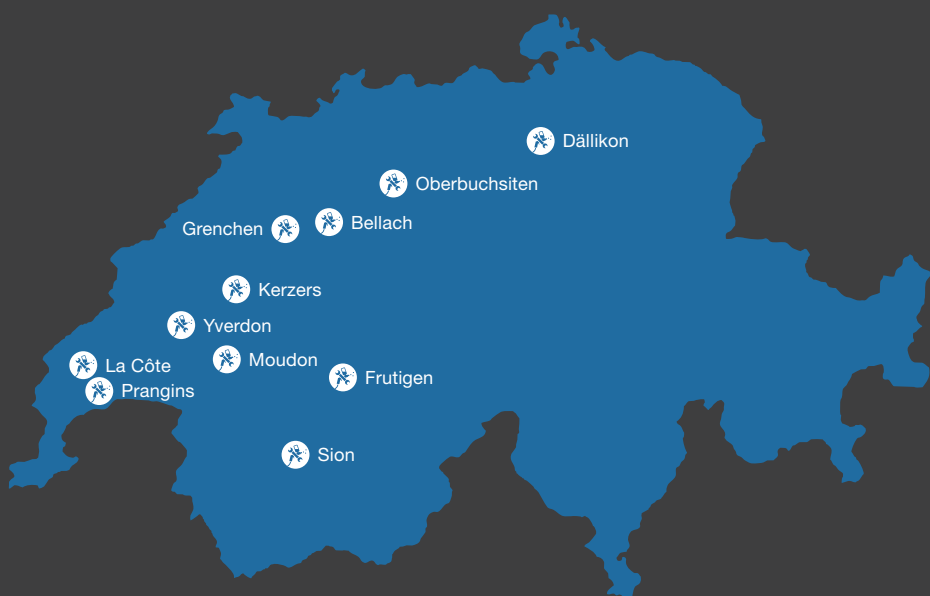 Dällikon
Oberbuchsiten
Grenchen
Bellach
Kerzers
Yverdon
Moudon
La Côte
Prangins
Frutigen
Sion